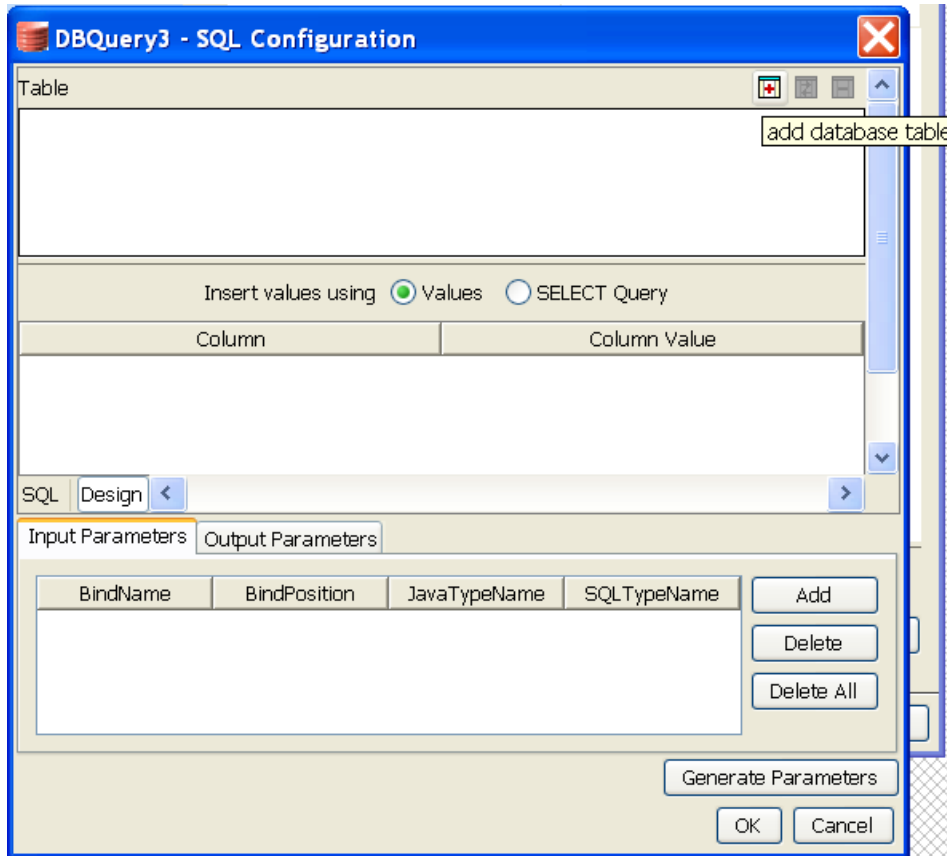 DBQuery3 - SQL Configuration
Table
add database table
Insert values using Values SELECT Query
Column Column Value
SQL Design
Input Parameters Output Parameters
BindName BindPosition JavaTypeName SQLTypeName
Add
Delete
Delete All
Generate Parameters
OK Cancel